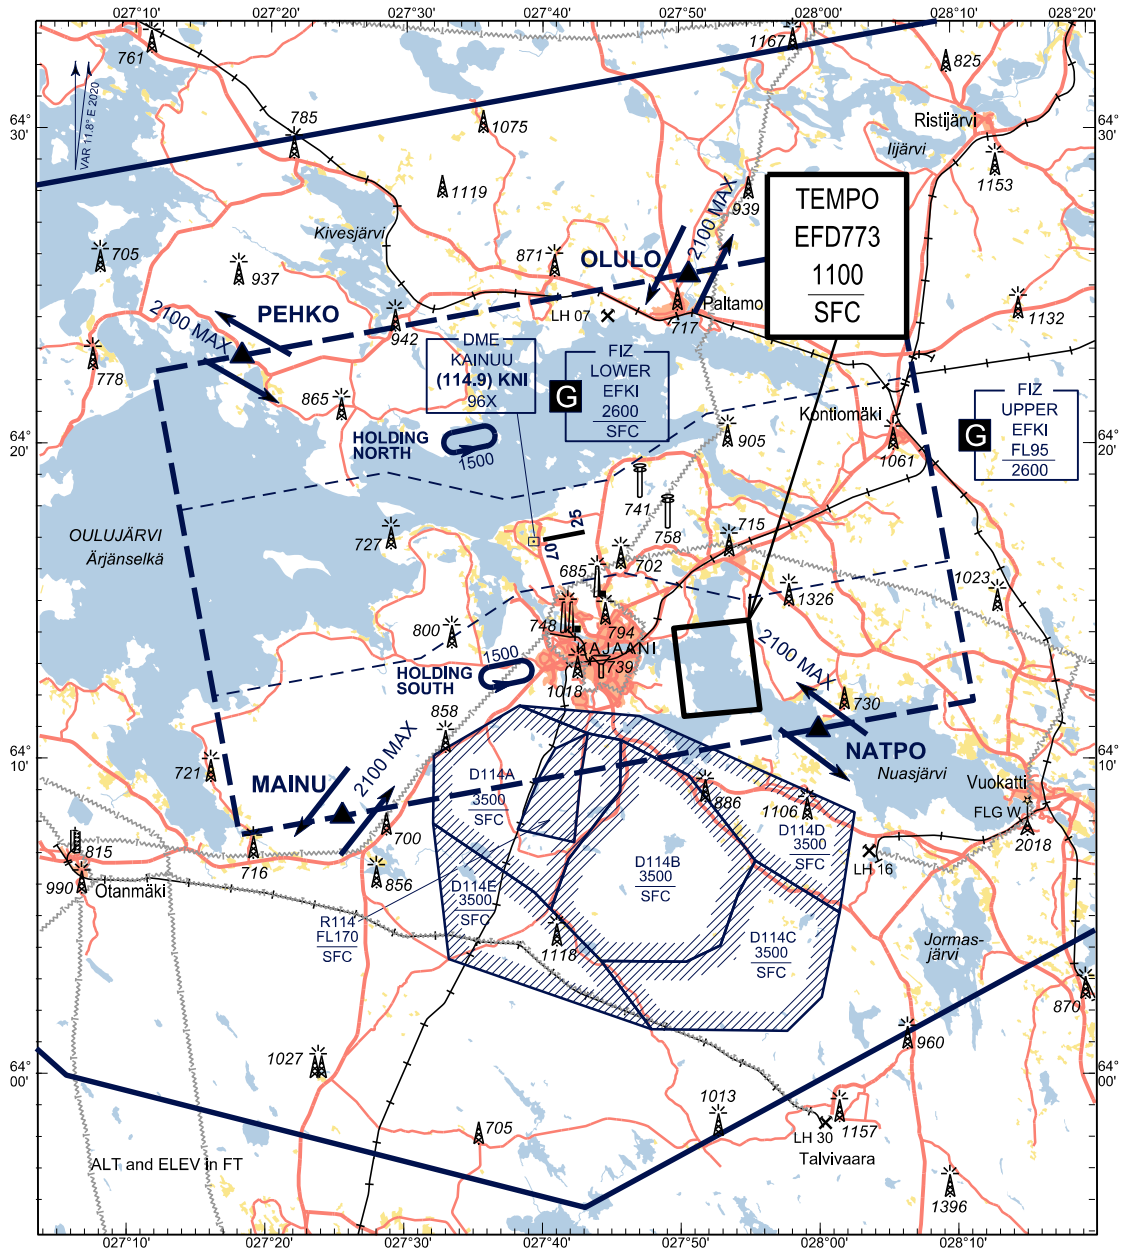 027°10'
027°20'
027°30'
027°40'
027°50'
028°00'
028°10'
028°20'
761
1167
825
VAR 11.8° E 2020
785
1075
64°
30'
64°
30'
Ristijärvi
Iijärvi
1153
1119
939
2100 MAX
TEMPO
EFD773
1100
SFC
Kivesjärvi
705
937
871
OLULO
PEHKO
2100 MAX
942
LH 07
717
Paltamo
1132
778
DME
KAINUU
(114.9) KNI
96X
G
FIZ
LOWER
EFKI
2600
SFC
865
Kontiomäki
G
FIZ
UPPER
EFKI
FL95
2600
HOLDING
NORTH
1500
905
1061
64°
20'
64°
20'
741
758
OULUJÄRVI
Ärjänselkä
727
07
25
715
685
702
1326
1023
748
794
800
KAJAANI
739
1018
HOLDING
SOUTH
1500
2100 MAX
730
NATPO
Nuasjärvi
858
2100 MAX
64°
10'
64°
10'
721
MAINU
D114A
3500
SFC
886
1106
D114D
3500
SFC
Vuokatti
FLG W
2018
700
815
716
990
Otanmäki
856
D114B
3500
SFC
LH 16
D114E
3500
SFC
R114
FL170
SFC
1118
D114C
3500
SFC
Jormas-
järvi
870
960
1027
64°
00'
64°
00'
1013
705
1157
LH 30
Talvivaara
ALT and ELEV in FT
1396
027°10'
027°20'
027°30'
027°40'
027°50'
028°00'
028°10'